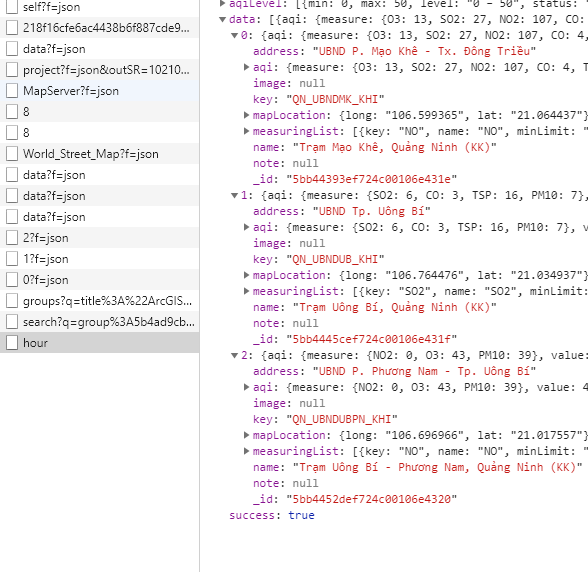 self?f=json
218f16cfe6ac4438b6f887cde9...
data?f=json
project?f=json&outSR=10210...
MapServer?f=json
8
8
World_Street_Map?f=json
data?f=json
data?f=json
data?f=json
2?f=json
1?f=json
0?f=json
groups?q=title%3A%22ArcGIS...
search?q=group%3A5b4ad9cb...
hour
aqiLevel: [{min: 0, max: 50, level: "0 – 50", status: "
data: [{aqi: {measure: {O3: 13, SO2: 27, NO2: 107, CO:
0: {aqi: {measure: {O3: 13, SO2: 27, NO2: 107, CO: 4,
address: "UBND P. Mạo Khê - Tx. Đông Triều"
aqi: {measure: {O3: 13, SO2: 27, NO2: 107, CO: 4, T
image: null
key: "QN_UBNDMK_KHI"
mapLocation: {long: "106.599365", lat: "21.064437"}
measuringList: [{key: "NO", name: "NO", minLimit: "
name: "Trạm Mạo Khê, Quảng Ninh (KK)"
note: null
_id: "5bb44393ef724c00106e431e"
1: {aqi: {measure: {SO2: 6, CO: 3, TSP: 16, PM10: 7},
address: "UBND Tp. Uông Bí"
aqi: {measure: {SO2: 6, CO: 3, TSP: 16, PM10: 7}, v
image: null
key: "QN_UBNDUB_KHI"
mapLocation: {long: "106.764476", lat: "21.034937"}
measuringList: [{key: "SO2", name: "SO2", minLimit:
name: "Trạm Uông Bí, Quảng Ninh (KK)"
note: null
_id: "5bb4445cef724c00106e431f"
2: {aqi: {measure: {NO2: 0, O3: 43, PM10: 39}, value:
address: "UBND P. Phương Nam - Tp. Uông Bí"
aqi: {measure: {NO2: 0, O3: 43, PM10: 39}, value: 4
image: null
key: "QN_UBNDUBPN_KHI"
mapLocation: {long: "106.696966", lat: "21.017557"}
measuringList: [{key: "NO", name: "NO", minLimit: "
name: "Trạm Uông Bí - Phương Nam, Quảng Ninh (KK)"
note: null
_id: "5bb4452def724c00106e4320"
success: true